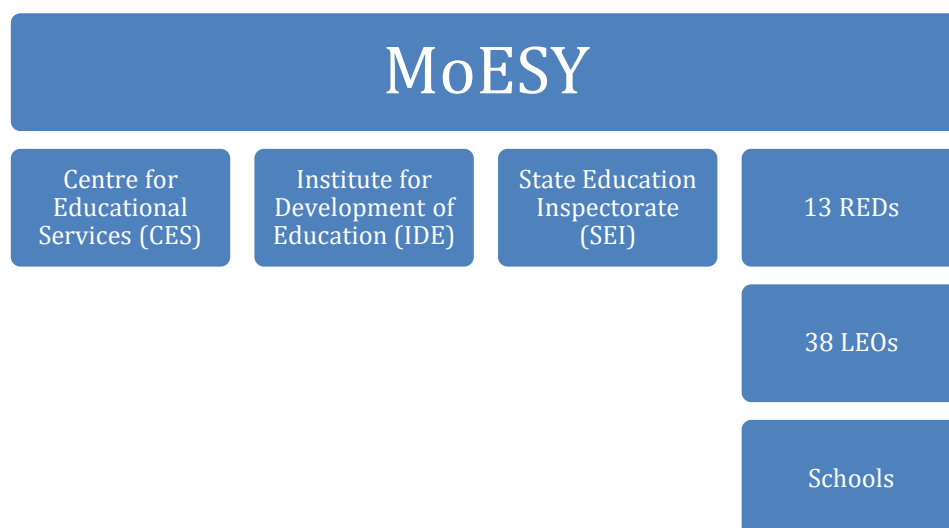 MoESY
Centre for
Educational
Services (CES)
Institute for
Development of
Education (IDE)
State Education
Inspectorate
(SEI)
13 REDs
38 LEOs
Schools